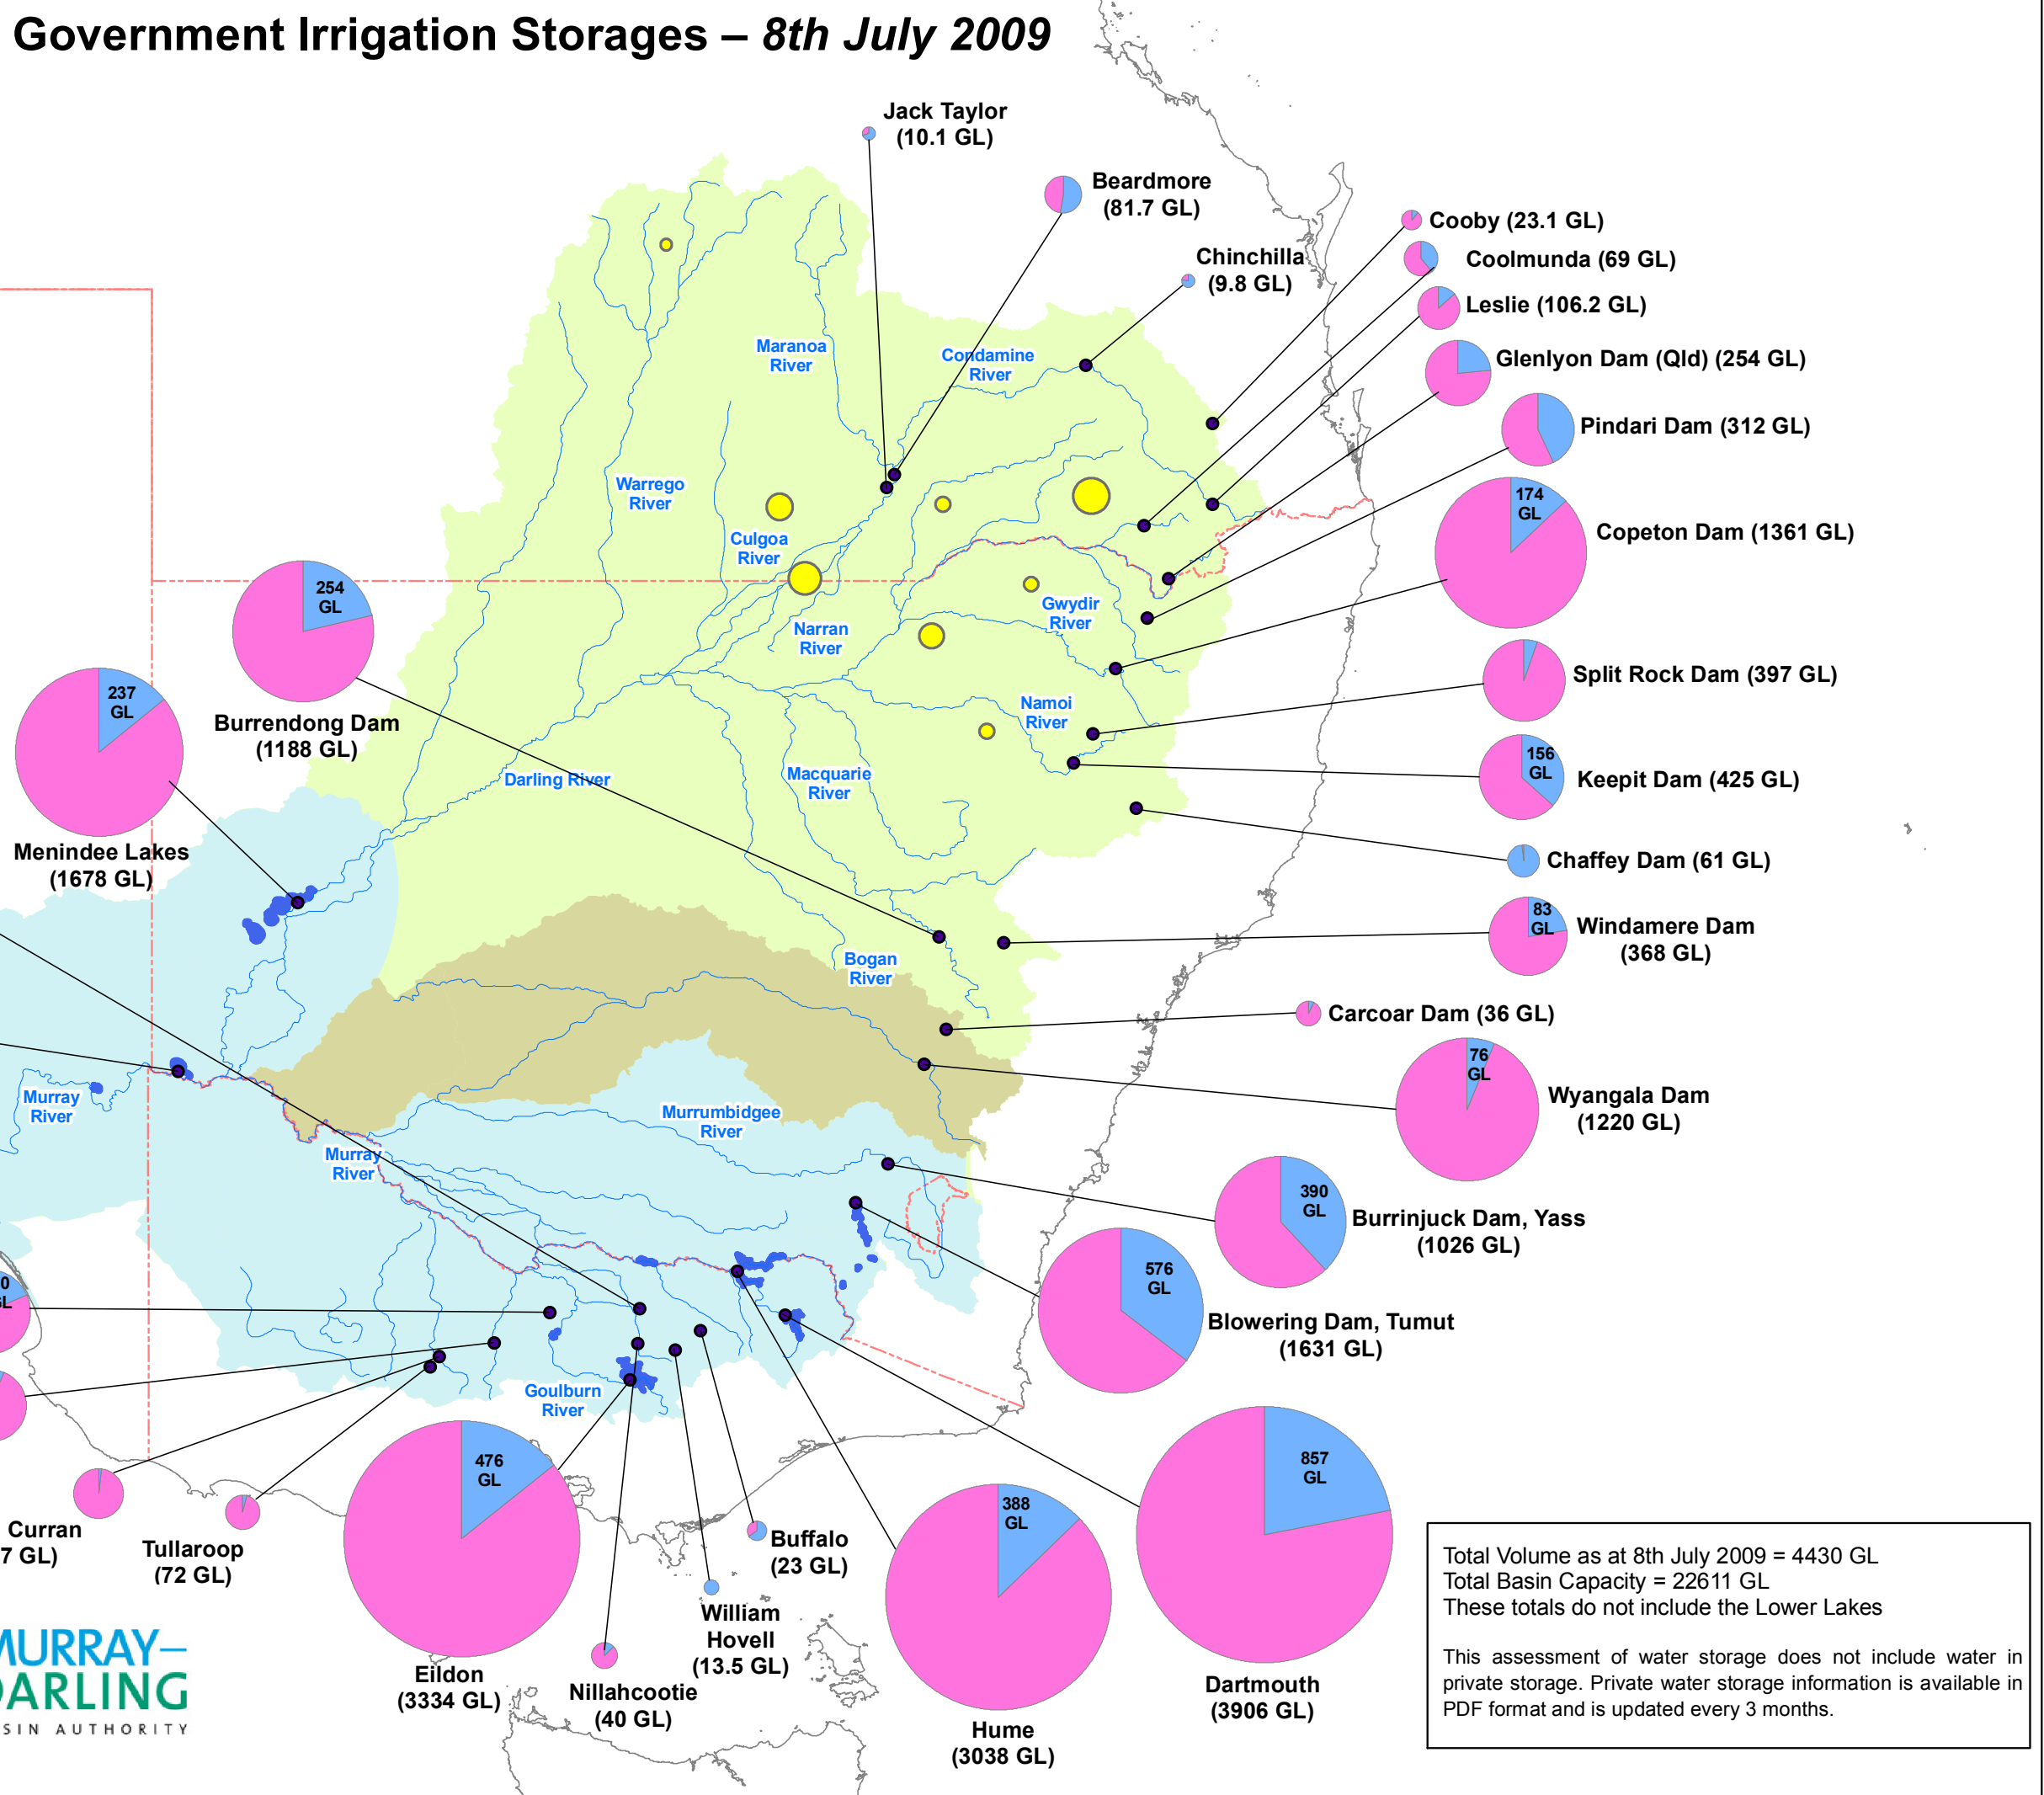 Government Irrigation Storages – 8th July 2009
Jack Taylor
(10.1 GL)
Beardmore
(81.7 GL)
Chinchilla
(9.8 GL)
Cooby (23.1 GL)
Coolmunda (69 GL)
Leslie (106.2 GL)
Glenlyon Dam (Qld) (254 GL)
Pindari Dam (312 GL)
174
GL
Copeton Dam (1361 GL)
Split Rock Dam (397 GL)
156
GL
Keepit Dam (425 GL)
Chaffey Dam (61 GL)
83
GL
Windamere Dam
(368 GL)
Carcoar Dam (36 GL)
76
GL
Wyangala Dam
(1220 GL)
390
GL
Burrinjuck Dam, Yass
(1026 GL)
576
GL
Blowering Dam, Tumut
(1631 GL)
857
GL
Dartmouth
(3906 GL)
388
GL
Hume
(3038 GL)
Buffalo
(23 GL)
William
Hovell
(13.5 GL)
Nillahcootie
(40 GL)
476
GL
Eildon
(3334 GL)
Tullaroop
(72 GL)
Curran
7 GL)
0
GL
254
GL
Burrendong Dam
(1188 GL)
237
GL
Menindee Lakes
(1678 GL)
Maranoa
River
Condamine
River
Warrego
River
Culgoa
River
Narran
River
Gwydir
River
Namoi
River
Darling River
Macquarie
River
Bogan
River
Murray
River
Murrumbidgee
River
Murray
River
Goulburn
River
MURRAY–
DARLING
SIN AUTHORITY
Total Volume as at 8th July 2009 = 4430 GL
Total Basin Capacity = 22611 GL
These totals do not include the Lower Lakes
This assessment of water storage does not include water in
private storage. Private water storage information is available in
PDF format and is updated every 3 months.